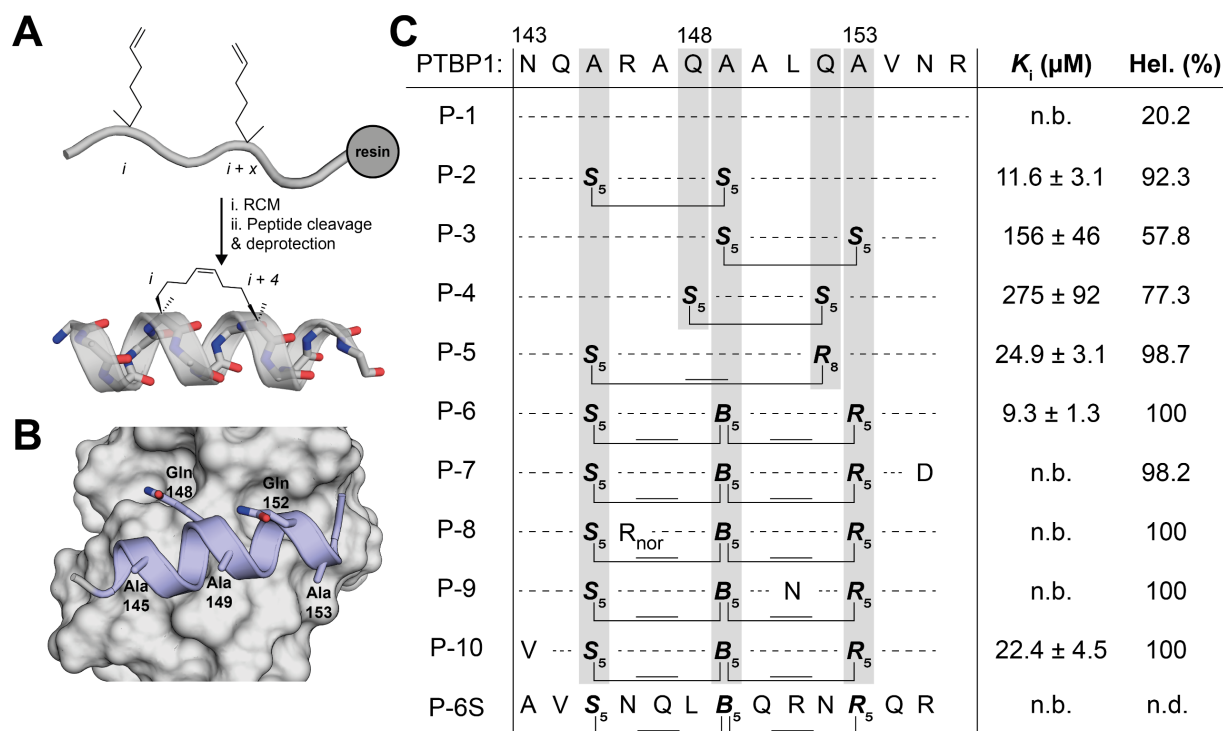 A
i
i + x
resin
i. RCM
ii. Peptide cleavage
& deprotection
i
i + 4
B
Gln
148
Gln
152
Ala
145
Ala
149
Ala
153
C
143 148 153
PTBP1: N Q A R A Q A A L Q A V N R Ki (µM) Hel. (%)
P-1 n.b. 20.2
P-2 S5 S5 11.6 ± 3.1 92.3
P-3 S5 S5 156 ± 46 57.8
P-4 S5 S5 275 ± 92 77.3
P-5 S5 R8 24.9 ± 3.1 98.7
P-6 S5 B5 R5 9.3 ± 1.3 100
P-7 S5 B5 R5 D n.b. 98.2
P-8 S5 Rnor B5 R5 n.b. 100
P-9 S5 B5 N R5 n.b. 100
P-10 V S5 B5 R5 22.4 ± 4.5 100
P-6S A V S5 N Q L B5 Q R N R5 Q R n.b. n.d.